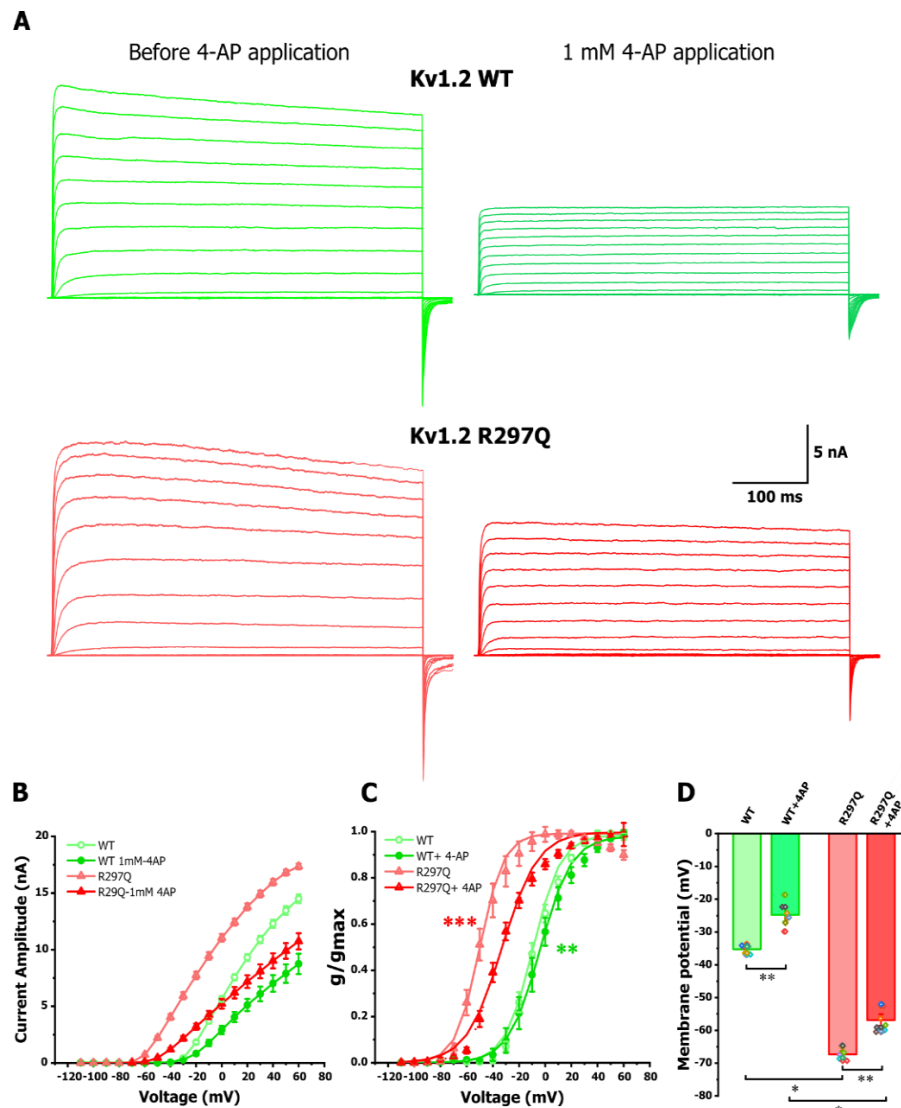 A
Before 4-AP application
1 mM 4-AP application
Kv1.2 WT
Kv1.2 R297Q
5 nA
100 ms
B
Current Amplitude (nA)
20
15
10
5
0
WT
WT 1mM-4AP
R297Q
R29Q-1mM 4AP
-120 -100 -80 -60 -40 -20 0 20 40 60
Voltage (mV)
C
g/gmax
1.0
0.8
0.6
0.4
0.2
0.0
WT
WT+ 4-AP
R297Q
R297Q+ 4AP
***
**
-120 -100 -80 -60 -40 -20 0 20 40 60
Voltage (mV)
D
WT
WT+4AP
R297Q
R297Q
+4AP
Membrane potential (mV)
0
-10
-20
-30
-40
-50
-60
-70
-80
**
**
*
*